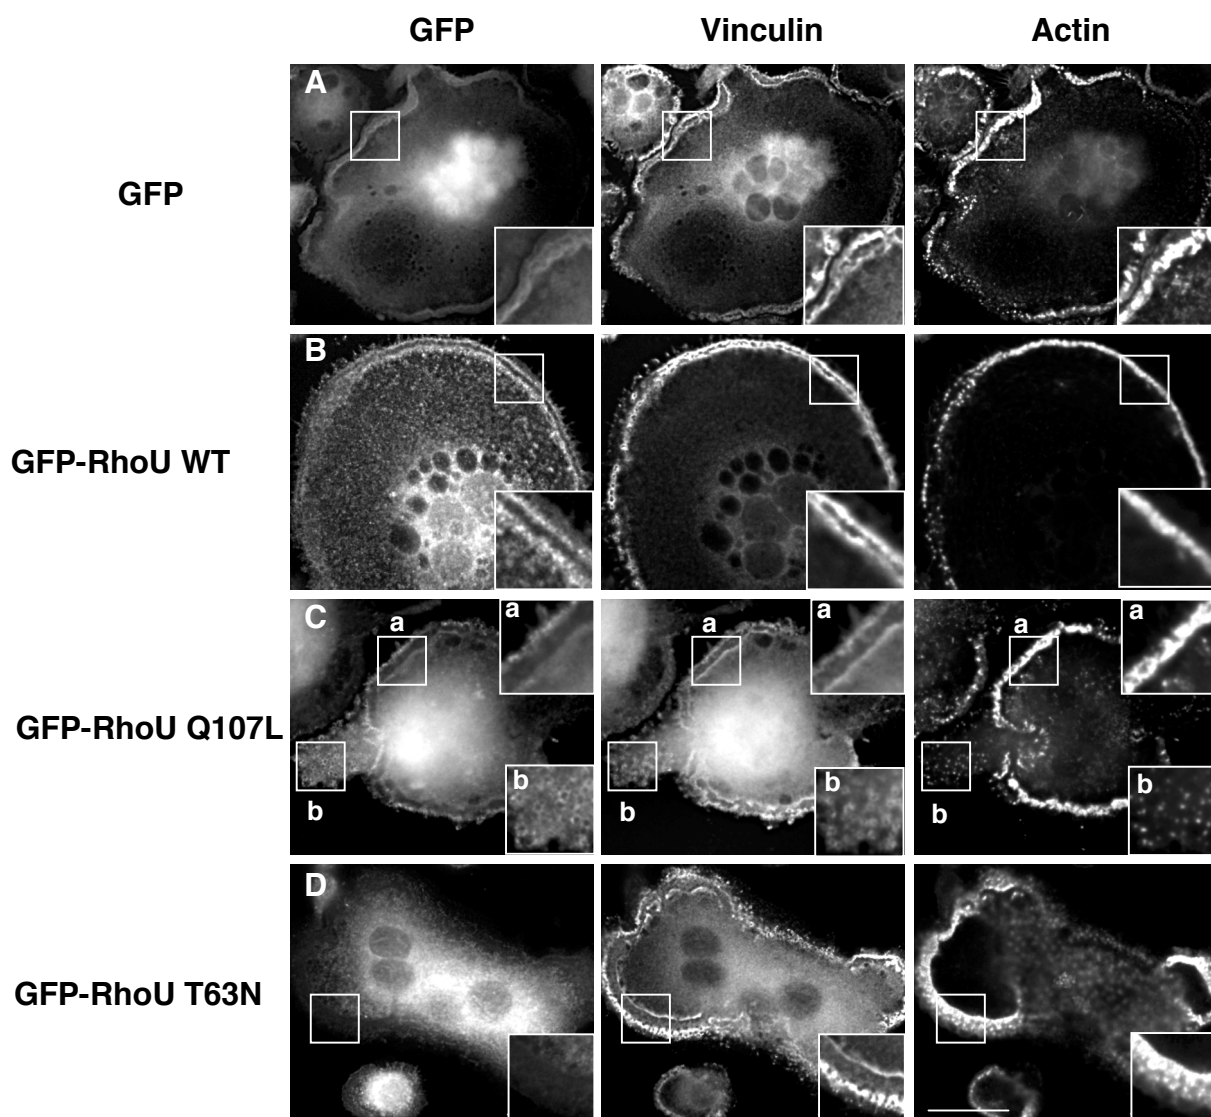 GFP Vinculin Actin
A
GFP
B
GFP-RhoU WT
C a a a a a a
GFP-RhoU Q107L
b b b
b b b
D
GFP-RhoU T63N